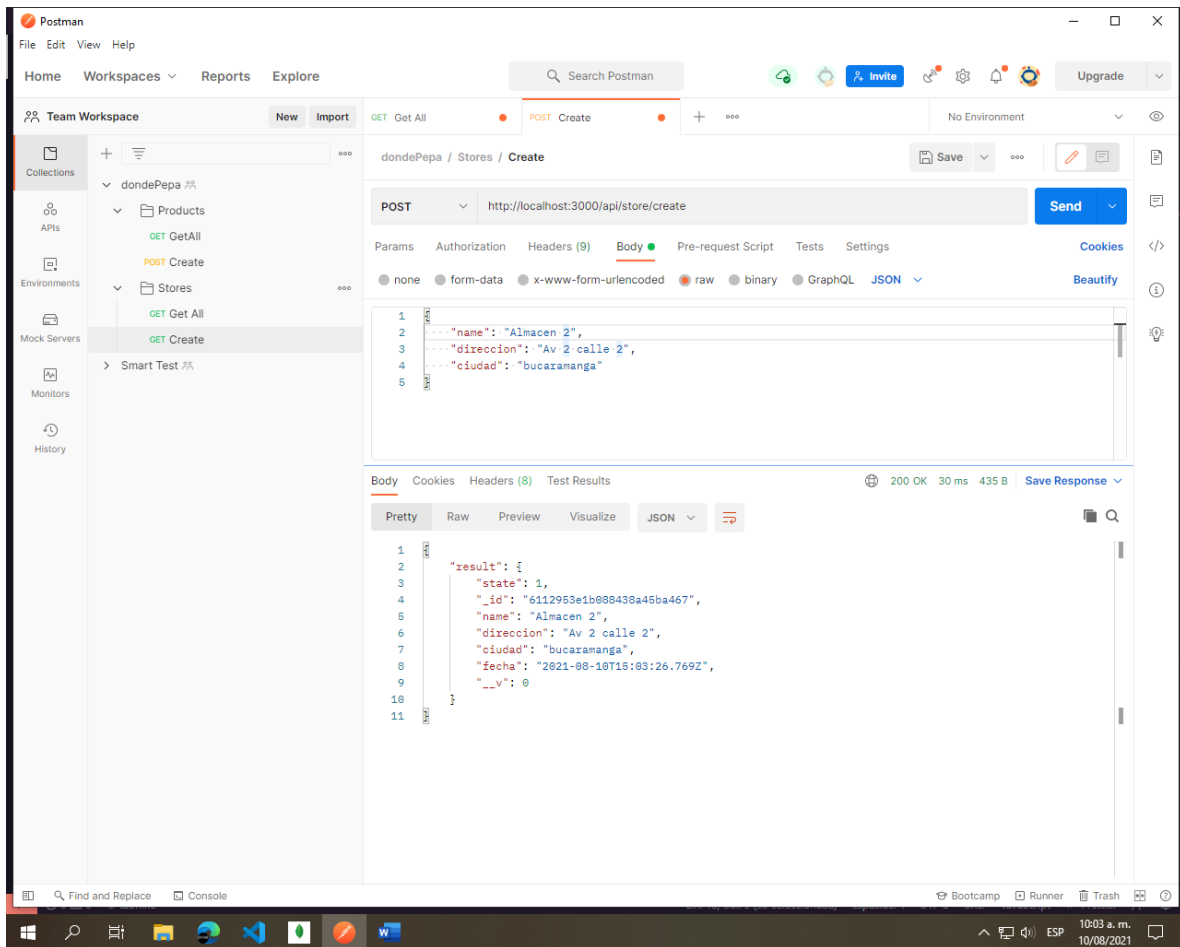 Postman
File Edit View Help
Home Workspaces Reports Explore
Search Postman
Invite
Upgrade
Team Workspace
New Import
GET Get All
POST Create
No Environment
Collections
APIs
Environments
Mock Servers
Monitors
History
dondePepa
Products
GET GetAll
POST Create
Stores
GET Get All
GET Create
Smart Test
dondePepa / Stores / Create
Save
POST http://localhost:3000/api/store/create
Send
Params Authorization Headers (9) Body Pre-request Script Tests Settings
Cookies
none form-data x-www-form-urlencoded raw binary GraphQL JSON
Beautify
1 {
2 "name": "Almacen 2",
3 "direccion": "Av 2 calle 2",
4 "ciudad": "bucaramanga"
5 }
Body Cookies Headers (8) Test Results
200 OK 30 ms 435 B Save Response
Pretty Raw Preview Visualize JSON
1 {
2 "result": {
3 "state": 1,
4 "_id": "6112953e1b088438a45ba467",
5 "name": "Almacen 2",
6 "direccion": "Av 2 calle 2",
7 "ciudad": "bucaramanga",
8 "fecha": "2021-08-10T15:03:26.769Z",
9 "__v": 0
10 }
11 }
Find and Replace Console
Bootcamp Runner Trash
ESP
10:03 a. m.
10/08/2021